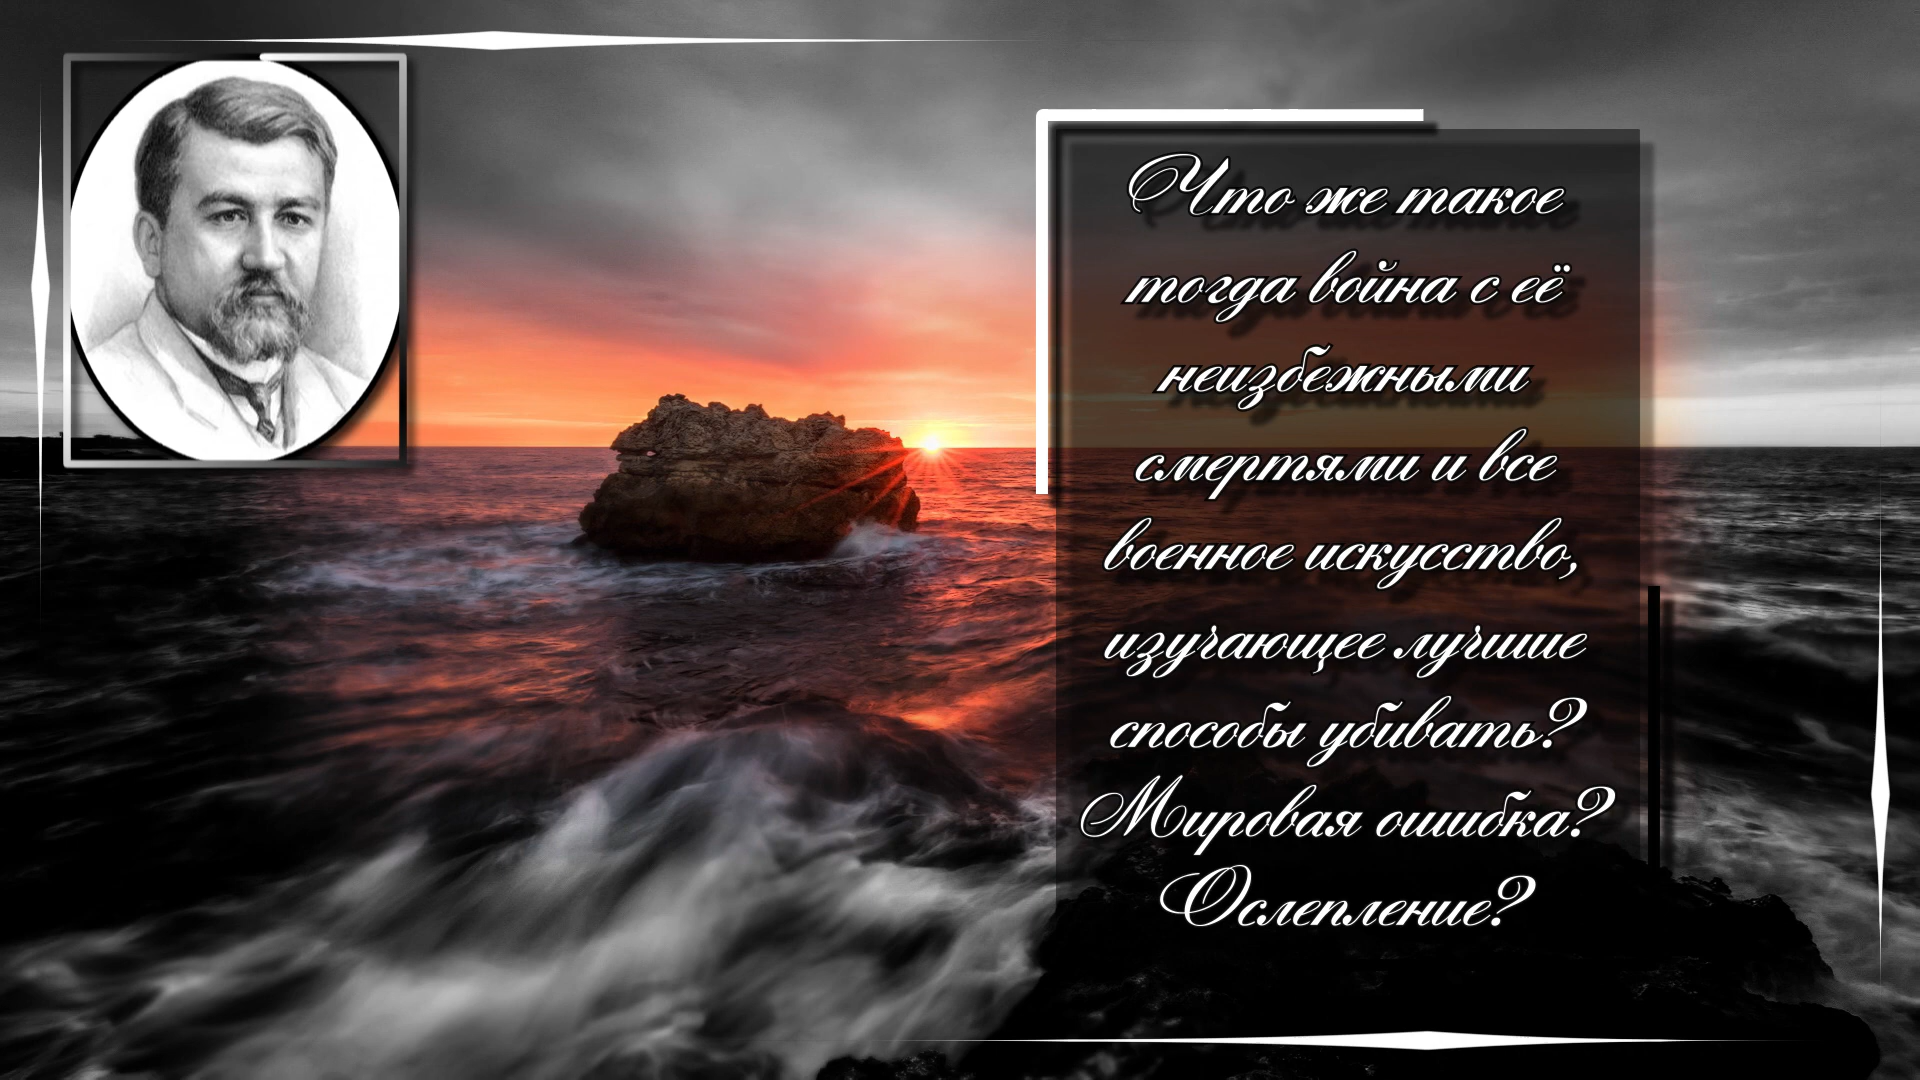 Что же такое
тогда война с её
неизбежными
смертями и все
военное искусство,
изучающее лучшие
способы убивать?
Мировая ошибка?
Ослепление?